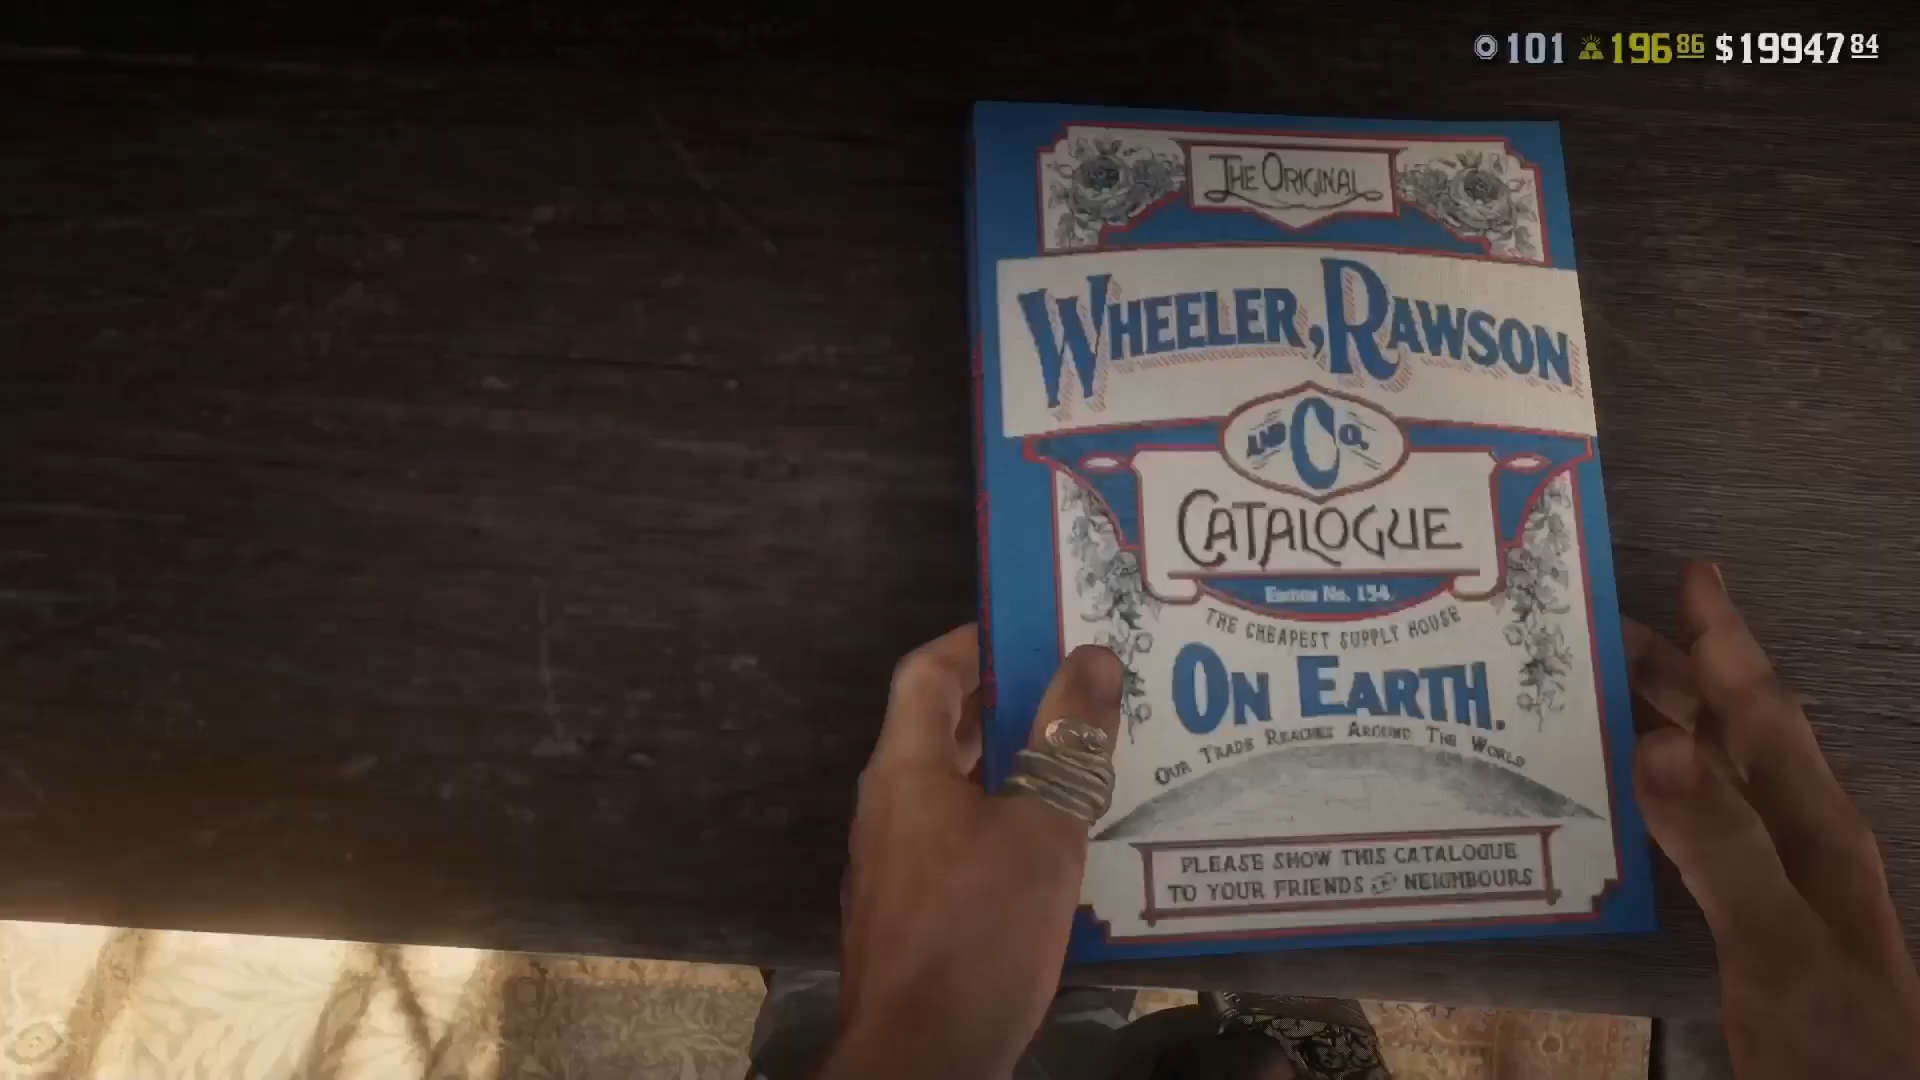 101 196 86 $19947 84
THE ORIGINAL
WHEELER, RAWSON
AND CO.
CATALOGUE
EDITION No. 154.
THE CHEAPEST SUPPLY HOUSE
ON EARTH.
OUR TRADE REACHES AROUND THE WORLD
PLEASE SHOW THIS CATALOGUE
TO YOUR FRIENDS AND NEIGHBOURS